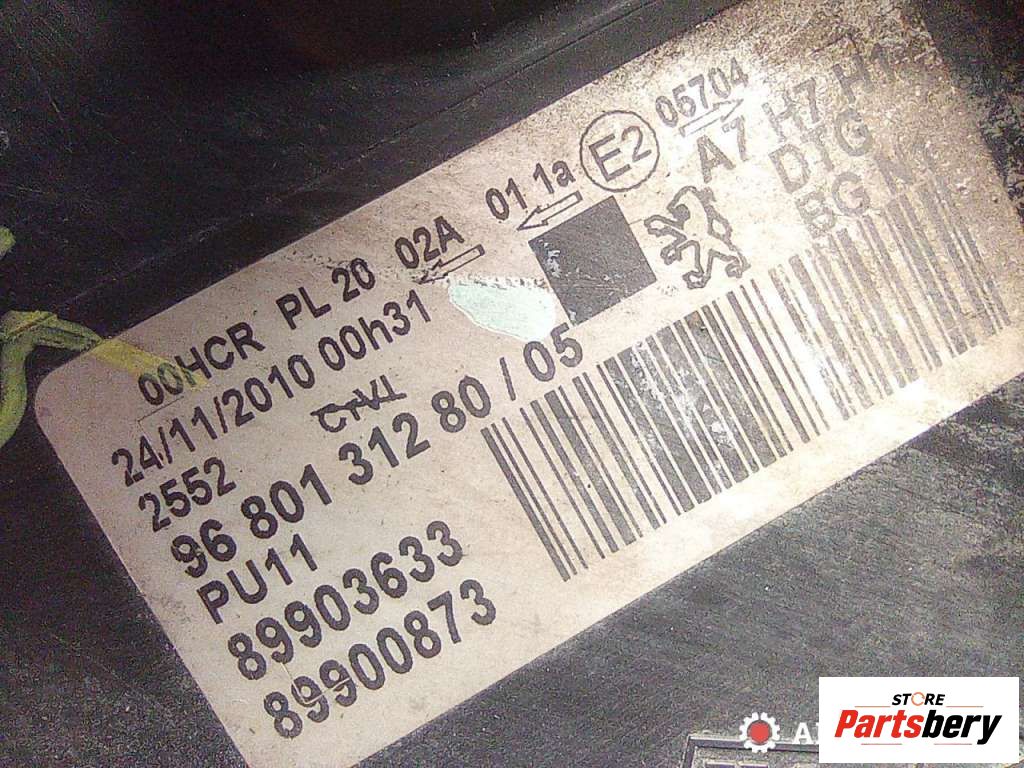 00HCR PL 20 02A 01 1a E2 05704
24/11/2010 00h31
A7 H7 H1
2552
DTG
96 801 312 80 / 05
BG N1
PU11
89903633
89900873
STORE
Partsbery